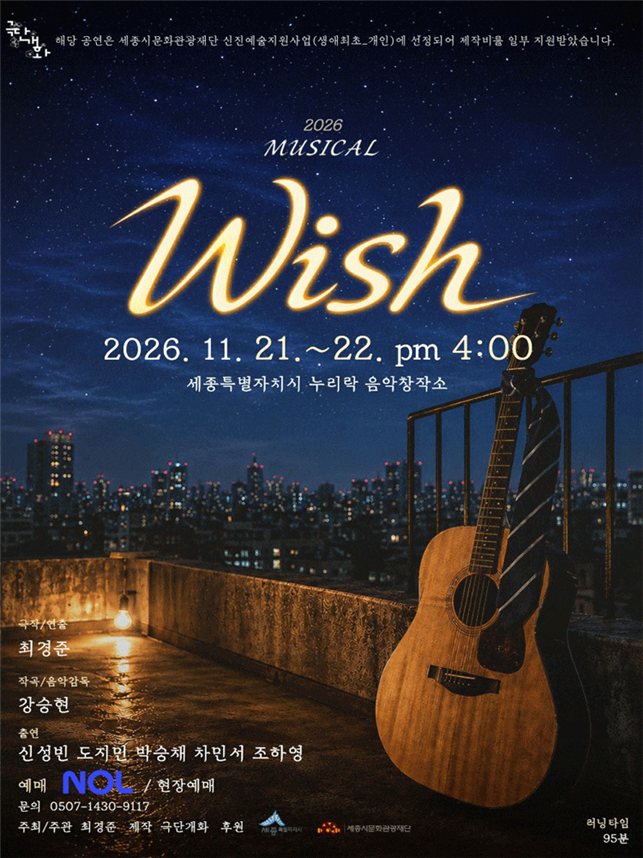 극단개화
해당 공연은 세종시문화관광재단 신진예술지원사업(생애최초_개인)에 선정되어 제작비를 일부 지원받았습니다.
2026
MUSICAL
Wish
2026. 11. 21.~22. pm 4:00
세종특별자치시 누리락 음악창작소
극작/연출
최경준
작곡/음악감독
강승현
출연
신성빈 도지민 박승채 차민서 조하영
예매 NOL / 현장예매
문의 0507-1430-9117
주최/주관 최경준 제작 극단개화 후원 세종특별자치시 세종시문화관광재단
러닝타임
95분